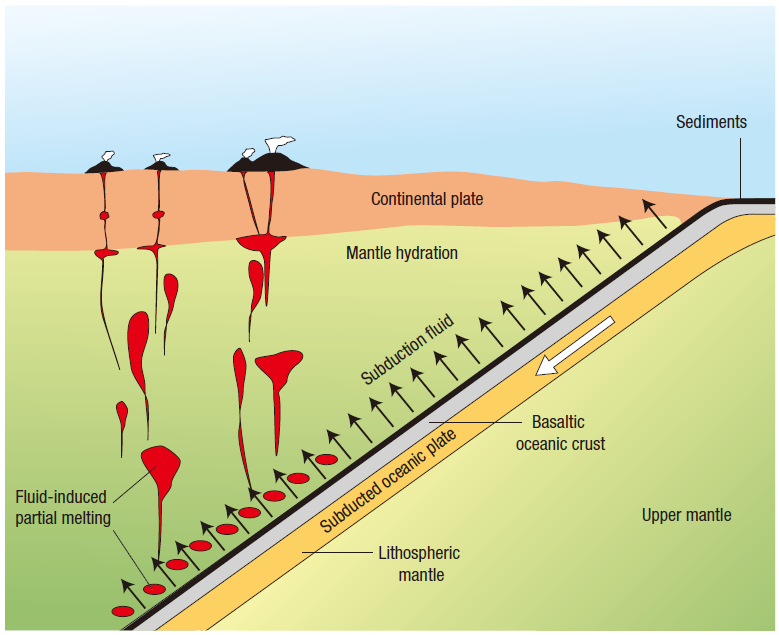 Sediments
Continental plate
Mantle hydration
Subduction fluid
Basaltic
oceanic crust
Subducted oceanic plate
Fluid-induced
partial melting
Upper mantle
Lithospheric
mantle